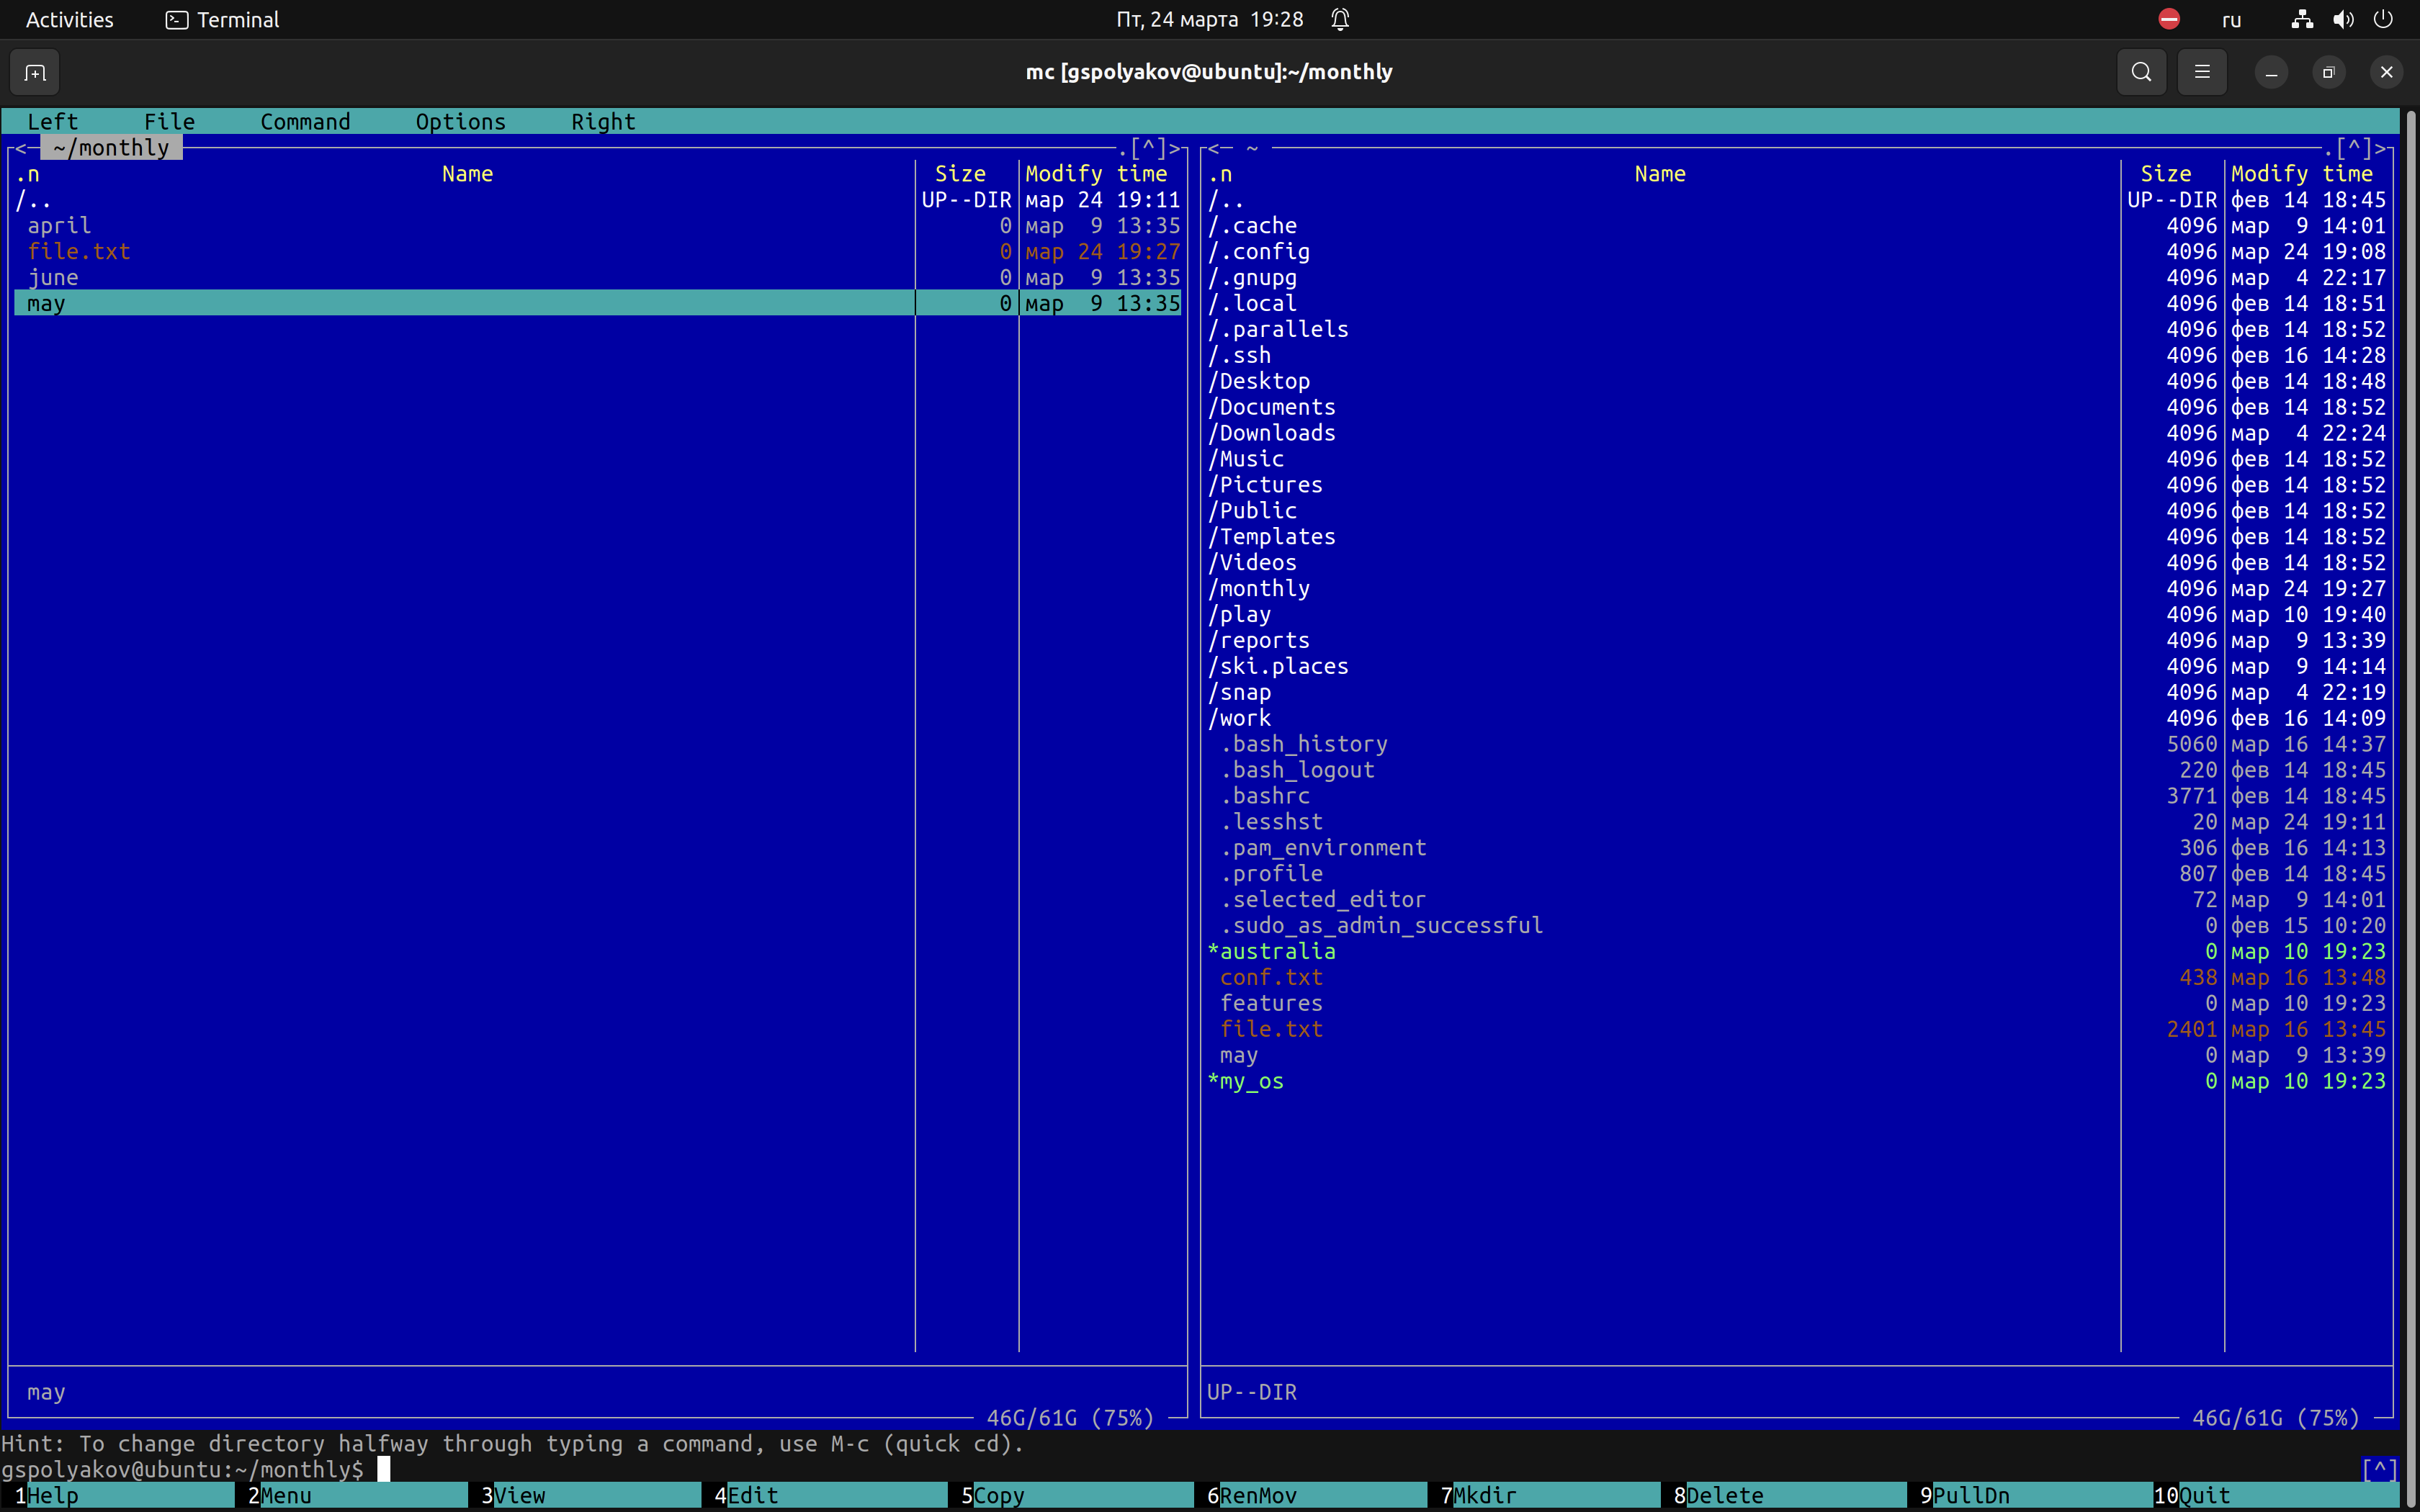 Activities Terminal Пт, 24 марта 19:28 ru
mc [gspolyakov@ubuntu]:~/monthly
Left File Command Options Right
<─ ~/monthly .[^]>
.n Name Size Modify time
/.. UP--DIR мар 24 19:11
april 0 мар 9 13:35
file.txt 0 мар 24 19:27
june 0 мар 9 13:35
may 0 мар 9 13:35
may
46G/61G (75%)
<─ ~ .[^]>
.n Name Size Modify time
/.. UP--DIR фев 14 18:45
/.cache 4096 мар 9 14:01
/.config 4096 мар 24 19:08
/.gnupg 4096 мар 4 22:17
/.local 4096 фев 14 18:51
/.parallels 4096 фев 14 18:52
/.ssh 4096 фев 16 14:28
/Desktop 4096 фев 14 18:48
/Documents 4096 фев 14 18:52
/Downloads 4096 мар 4 22:24
/Music 4096 фев 14 18:52
/Pictures 4096 фев 14 18:52
/Public 4096 фев 14 18:52
/Templates 4096 фев 14 18:52
/Videos 4096 фев 14 18:52
/monthly 4096 мар 24 19:27
/play 4096 мар 10 19:40
/reports 4096 мар 9 13:39
/ski.places 4096 мар 9 14:14
/snap 4096 мар 4 22:19
/work 4096 фев 16 14:09
.bash_history 5060 мар 16 14:37
.bash_logout 220 фев 14 18:45
.bashrc 3771 фев 14 18:45
.lesshst 20 мар 24 19:11
.pam_environment 306 фев 16 14:13
.profile 807 фев 14 18:45
.selected_editor 72 мар 9 14:01
.sudo_as_admin_successful 0 фев 15 10:20
*australia 0 мар 10 19:23
conf.txt 438 мар 16 13:48
features 0 мар 10 19:23
file.txt 2401 мар 16 13:45
may 0 мар 9 13:39
*my_os 0 мар 10 19:23
UP--DIR
46G/61G (75%)
Hint: To change directory halfway through typing a command, use M-c (quick cd).
gspolyakov@ubuntu:~/monthly$ [^]
1Help 2Menu 3View 4Edit 5Copy 6RenMov 7Mkdir 8Delete 9PullDn 10Quit